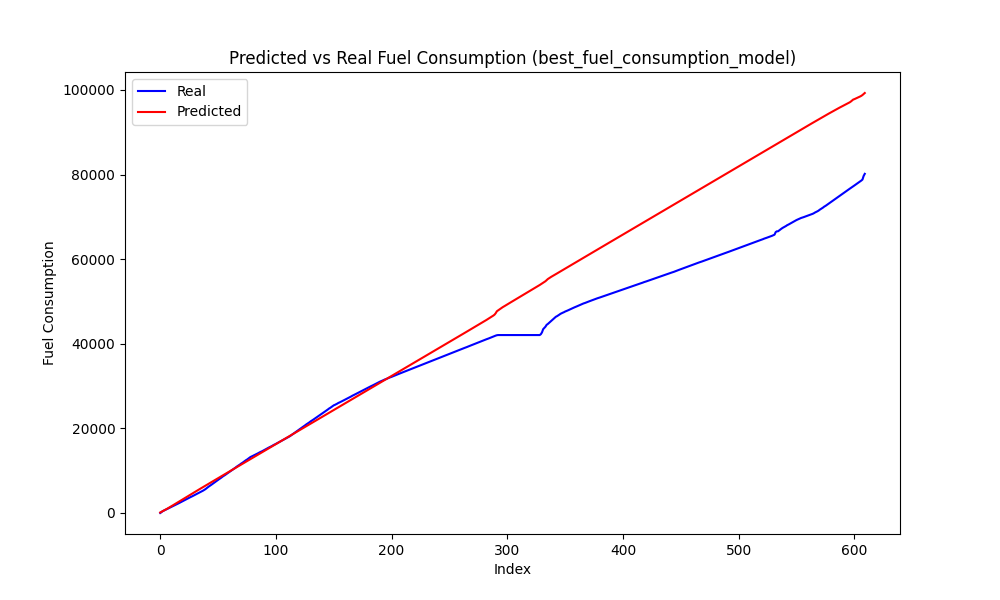 Predicted vs Real Fuel Consumption (best_fuel_consumption_model)
Real
Predicted
100000
80000
60000
40000
20000
0
Fuel Consumption
0 100 200 300 400 500 600
Index